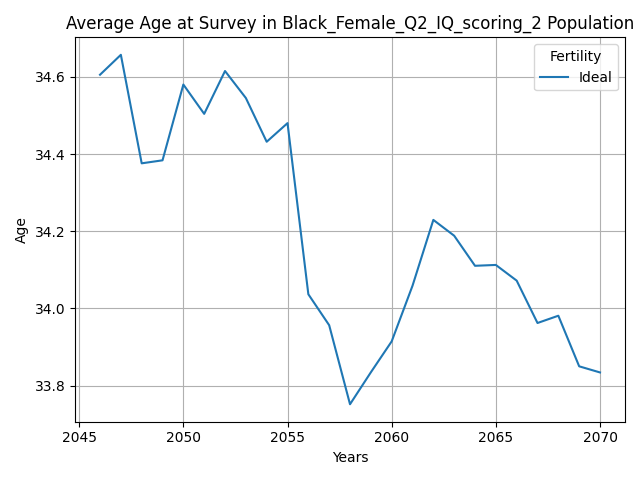 Average Age at Survey in Black_Female_Q2_IQ_scoring_2 Population
Fertility
Ideal
34.6
34.4
34.2
34.0
33.8
Age
2045 2050 2055 2060 2065 2070
Years